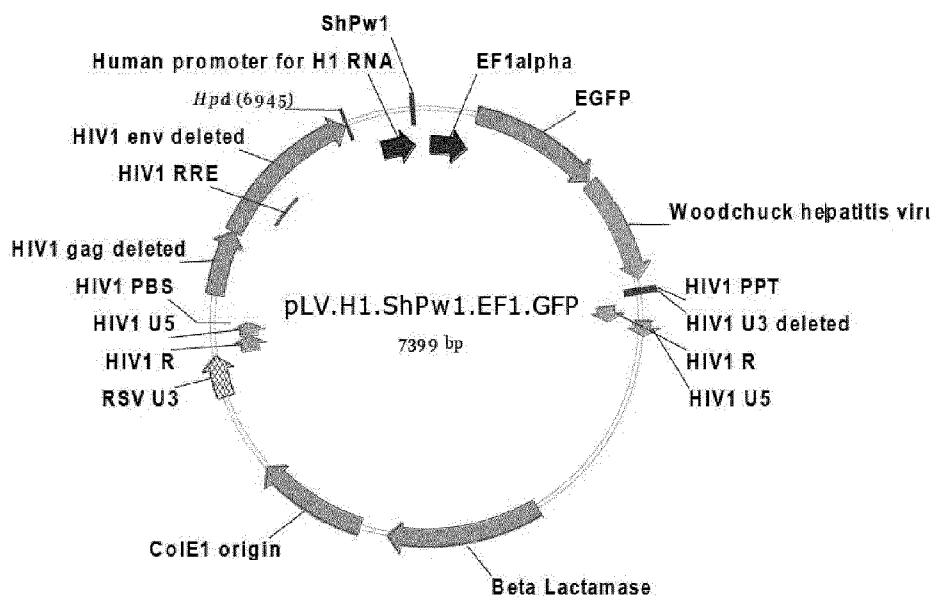 ShPw1
Human promoter for H1 RNA
EF1alpha
Hpd (6945)
EGFP
HIV1 env deleted
HIV1 RRE
Woodchuck hepatitis viru
HIV1 gag deleted
HIV1 PBS
HIV1 PPT
pLV.H1.ShPw1.EF1.GFP
HIV1 U5
HIV1 U3 deleted
7399 bp
HIV1 R
HIV1 R
RSV U3
HIV1 U5
ColE1 origin
Beta Lactamase